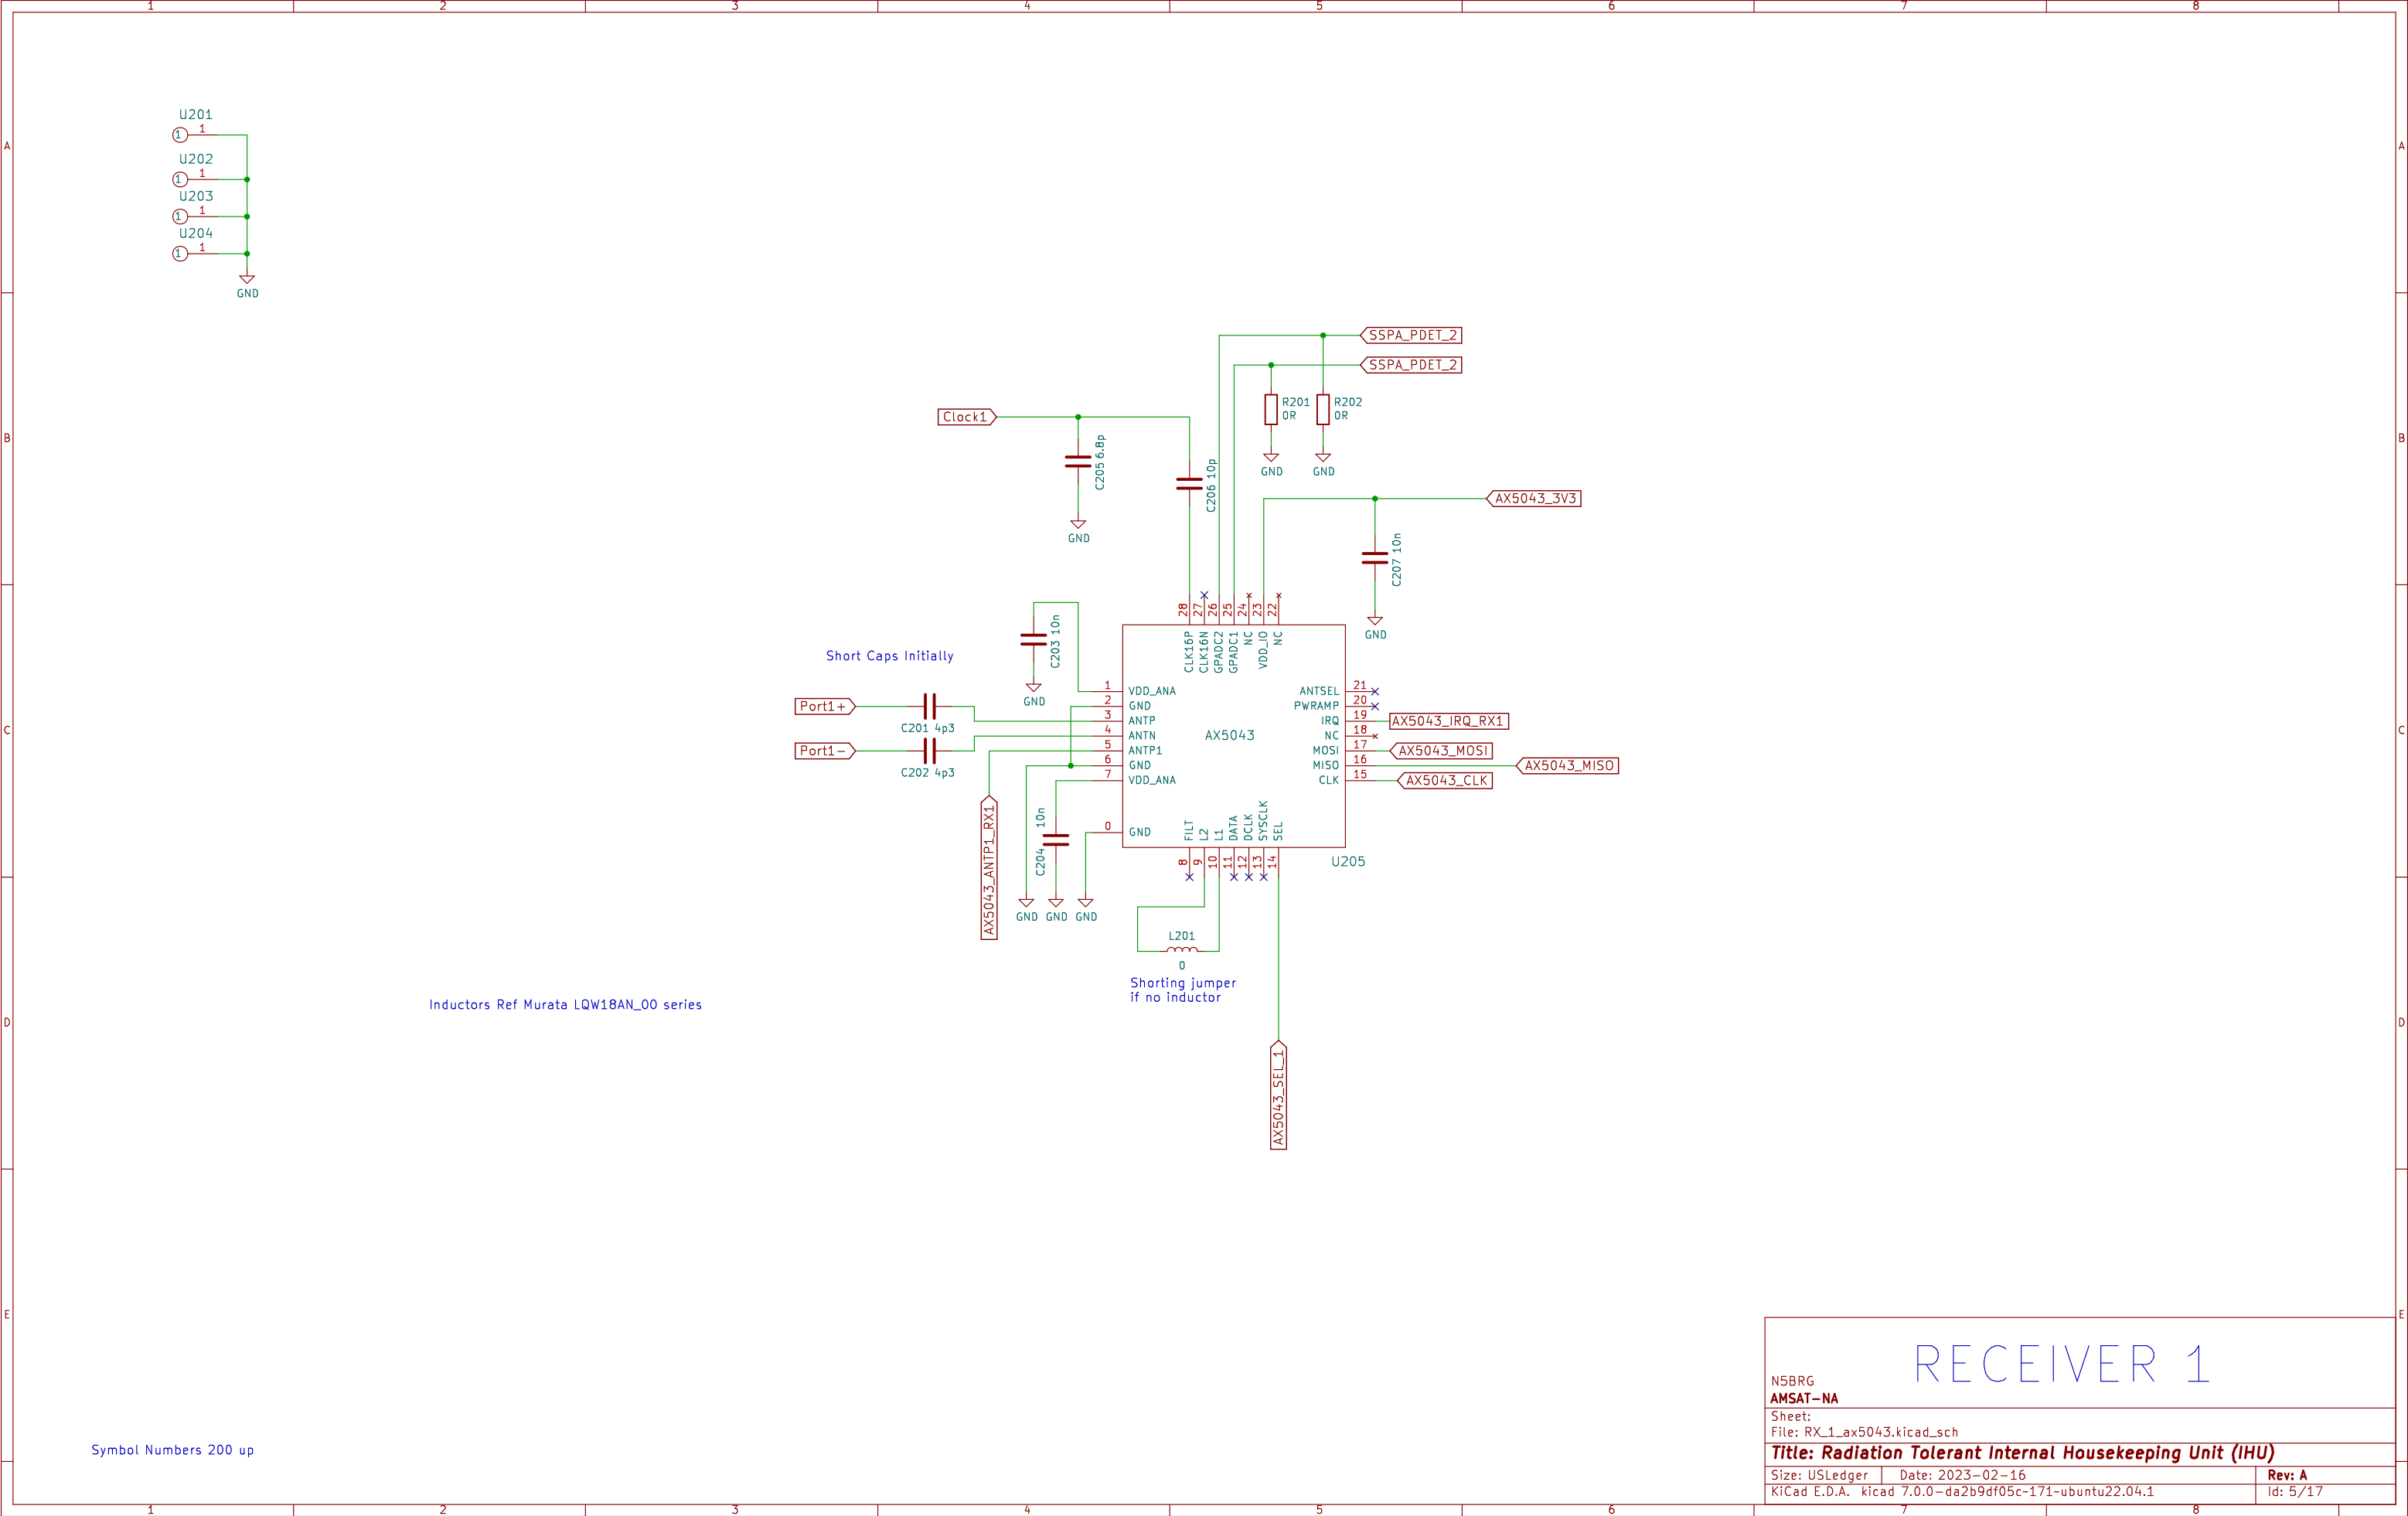 1 2 3 4 5 6 7 8
A A
B B
C C
D D
E E
U201
1 1
U202
1 1
U203
1 1
U204
1 1
GND
SSPA_PDET_2
SSPA_PDET_2
R201
0R
R202
0R
GND GND
Clock1
C205 6.8p
GND
C206 10p
AX5043_3V3
C207 10n
GND
C203 10n
GND
Short Caps Initially
Port1+
C201 4p3
Port1-
C202 4p3
28 27 26 25 24 23 22
CLK16P CLK16N GPADC2 GPADC1 NC VDD_IO NC
1 VDD_ANA
2 GND
3 ANTP
4 ANTN
5 ANTP1
6 GND
7 VDD_ANA
0 GND
AX5043
ANTSEL 21
PWRAMP 20
IRQ 19 AX5043_IRQ_RX1
NC 18
MOSI 17 AX5043_MOSI
MISO 16 AX5043_MISO
CLK 15 AX5043_CLK
FILT L2 L1 DATA DCLK SYSCLK SEL
8 9 10 11 12 13 14
U205
AX5043_ANTP1_RX1
C204 10n
GND GND GND
L201
0
Shorting jumper
if no inductor
AX5043_SEL_1
Inductors Ref Murata LQW18AN_00 series
Symbol Numbers 200 up
RECEIVER 1
N5BRG
AMSAT-NA
Sheet:
File: RX_1_ax5043.kicad_sch
Title: Radiation Tolerant Internal Housekeeping Unit (IHU)
Size: USLedger Date: 2023-02-16 Rev: A
KiCad E.D.A. kicad 7.0.0-da2b9df05c~171~ubuntu22.04.1 Id: 5/17
1 2 3 4 5 6 7 8